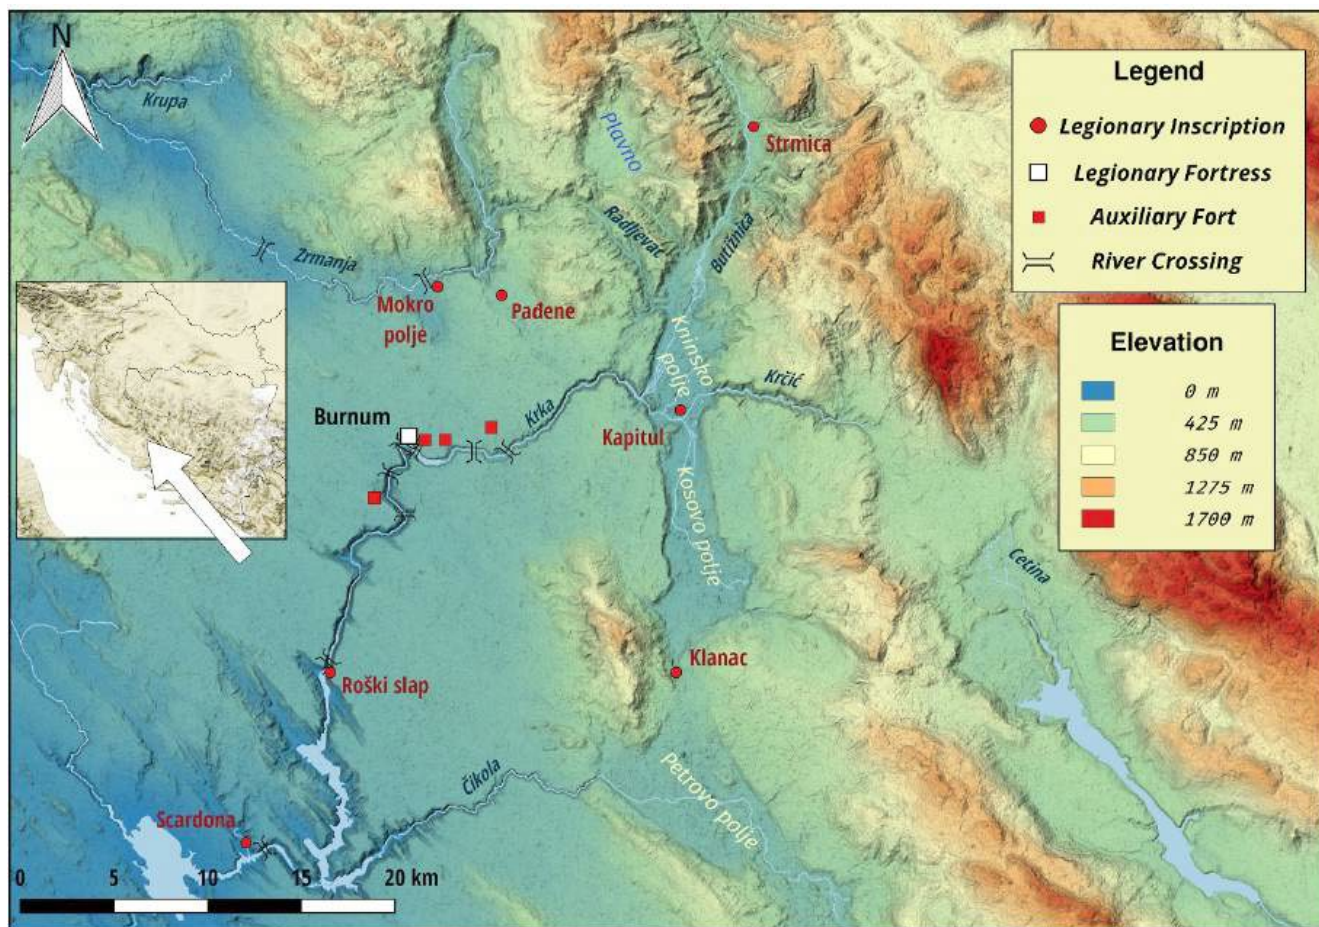 N
Krupa
Plavno
Strmica
Legend
Legionary Inscription
Legionary Fortress
Auxiliary Fort
River Crossing
Radljevac
Butižnica
Zrmanja
Mokro
polje
Pađene
Kninsko
polje
Elevation
0 m
425 m
850 m
1275 m
1700 m
Krčić
Burnum
Krka
Kapitul
Kosovo polje
Cetina
Roški slap
Klanac
Čikola
Petrovo polje
Scardona
0 5 10 15 20 km